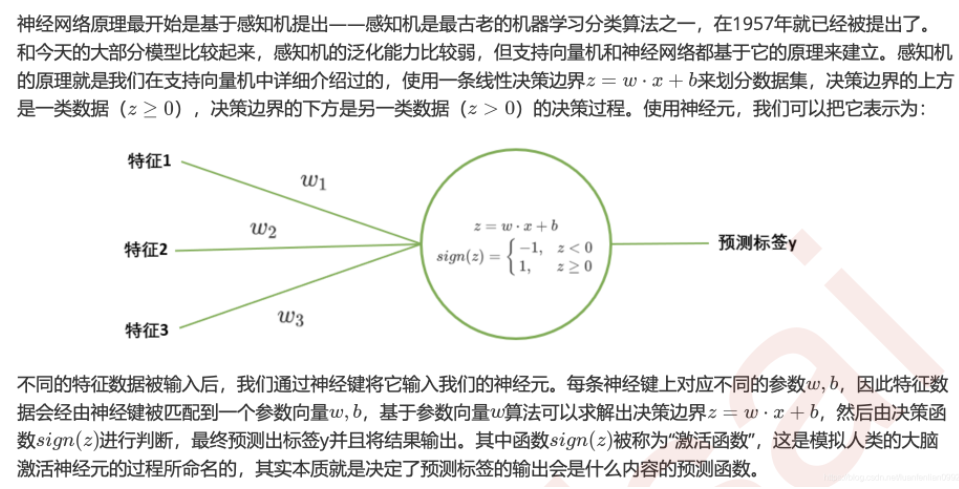 神经网络原理最开始是基于感知机提出——感知机是最古老的机器学习分类算法之一，在1957年就已经被提出了。
和今天的大部分模型比较起来，感知机的泛化能力比较弱，但支持向量机和神经网络都基于它的原理来建立。感知机
的原理就是我们在支持向量机中详细介绍过的，使用一条线性决策边界z = w · x + b来划分数据集，决策边界的上方
是一类数据（z ≥ 0），决策边界的下方是另一类数据（z > 0）的决策过程。使用神经元，我们可以把它表示为：
特征1
w1
w2
特征2
特征3
w3
z = w · x + b
sign(z) = { −1, z < 0
1, z ≥ 0
预测标签y
不同的特征数据被输入后，我们通过神经键将它输入我们的神经元。每条神经键上对应不同的参数w, b，因此特征数
据会经由神经键被匹配到一个参数向量w, b，基于参数向量w算法可以求解出决策边界z = w · x + b，然后由决策函
数sign(z)进行判断，最终预测出标签y并且将结果输出。其中函数sign(z)被称为“激活函数”，这是模拟人类的大脑
激活神经元的过程所命名的，其实本质就是决定了预测标签的输出会是什么内容的预测函数。